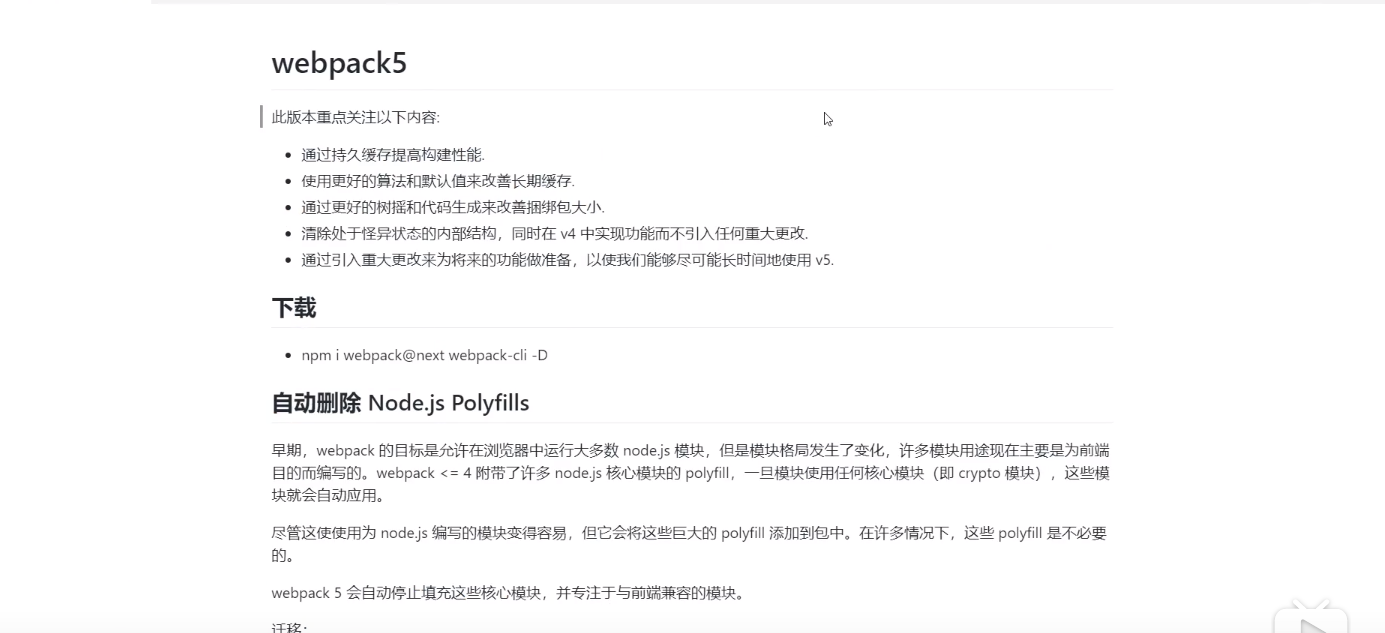 webpack5
此版本重点关注以下内容:
通过持久缓存提高构建性能.
使用更好的算法和默认值来改善长期缓存.
通过更好的树摇和代码生成来改善捆绑包大小.
清除处于怪异状态的内部结构，同时在 v4 中实现功能而不引入任何重大更改.
通过引入重大更改来为将来的功能做准备，以使我们能够尽可能长时间地使用 v5.
下载
npm i webpack@next webpack-cli -D
自动删除 Node.js Polyfills
早期，webpack 的目标是允许在浏览器中运行大多数 node.js 模块，但是模块格局发生了变化，许多模块用途现在主要是为前端
目的而编写的。webpack <= 4 附带了许多 node.js 核心模块的 polyfill，一旦模块使用任何核心模块（即 crypto 模块），这些模
块就会自动应用。
尽管这使使用为 node.js 编写的模块变得容易，但它会将这些巨大的 polyfill 添加到包中。在许多情况下，这些 polyfill 是不必要
的。
webpack 5 会自动停止填充这些核心模块，并专注于与前端兼容的模块。
迁移：